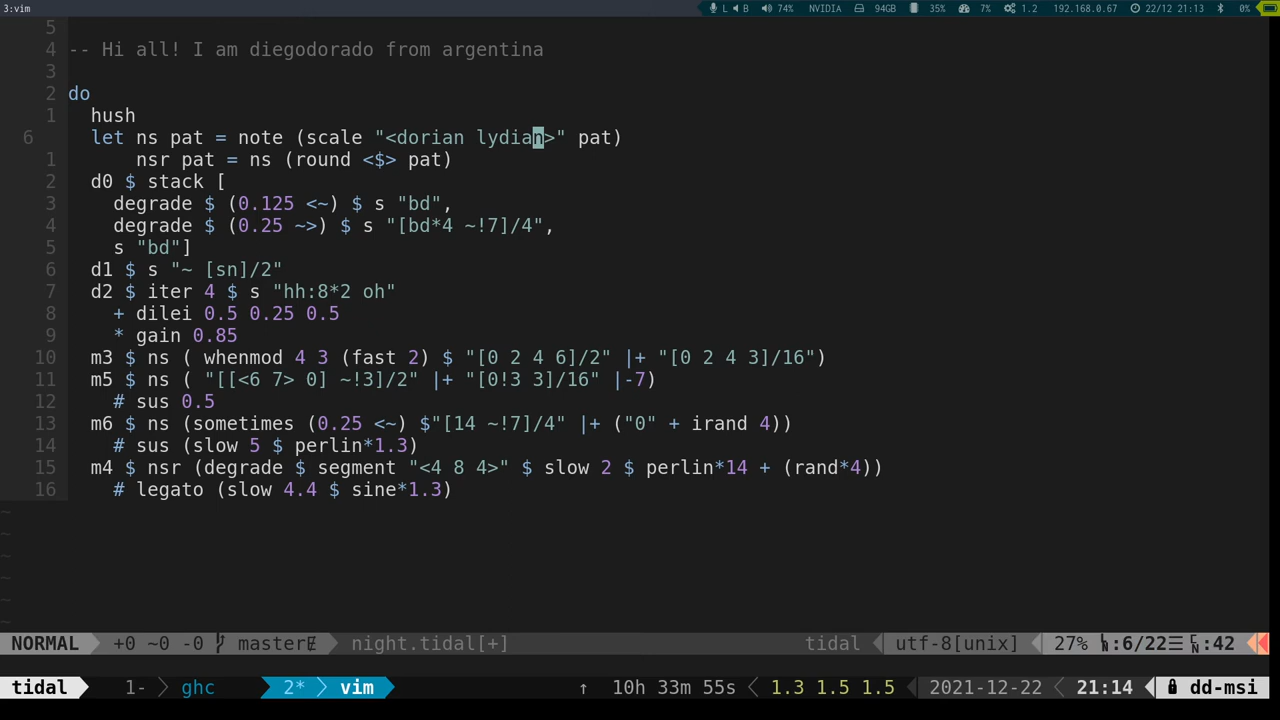 3:vim L B 74% NVIDIA 94GB 35% 7% 1.2 192.168.0.67 22/12 21:13 0%
5
4 -- Hi all! I am diegodorado from argentina
3
2 do
1 hush
6 let ns pat = note (scale "<dorian lydian>" pat)
1 nsr pat = ns (round <$> pat)
2 d0 $ stack [
3 degrade $ (0.125 <~) $ s "bd",
4 degrade $ (0.25 ~>) $ s "[bd*4 ~!7]/4",
5 s "bd"]
6 d1 $ s "~ [sn]/2"
7 d2 $ iter 4 $ s "hh:8*2 oh"
8 + dilei 0.5 0.25 0.5
9 * gain 0.85
10 m3 $ ns ( whenmod 4 3 (fast 2) $ "[0 2 4 6]/2" |+ "[0 2 4 3]/16")
11 m5 $ ns ( "[[<6 7> 0] ~!3]/2" |+ "[0!3 3]/16" |-7)
12 # sus 0.5
13 m6 $ ns (sometimes (0.25 <~) $"[14 ~!7]/4" |+ ("0" + irand 4))
14 # sus (slow 5 $ perlin*1.3)
15 m4 $ nsr (degrade $ segment "<4 8 4>" $ slow 2 $ perlin*14 + (rand*4))
16 # legato (slow 4.4 $ sine*1.3)
~
~
~
~
~
~
NORMAL +0 ~0 -0 master night.tidal[+] tidal utf-8[unix] 27% :6/22 :42
tidal 1- ghc 2* vim ↑ 10h 33m 55s 1.3 1.5 1.5 2021-12-22 21:14 dd-msi